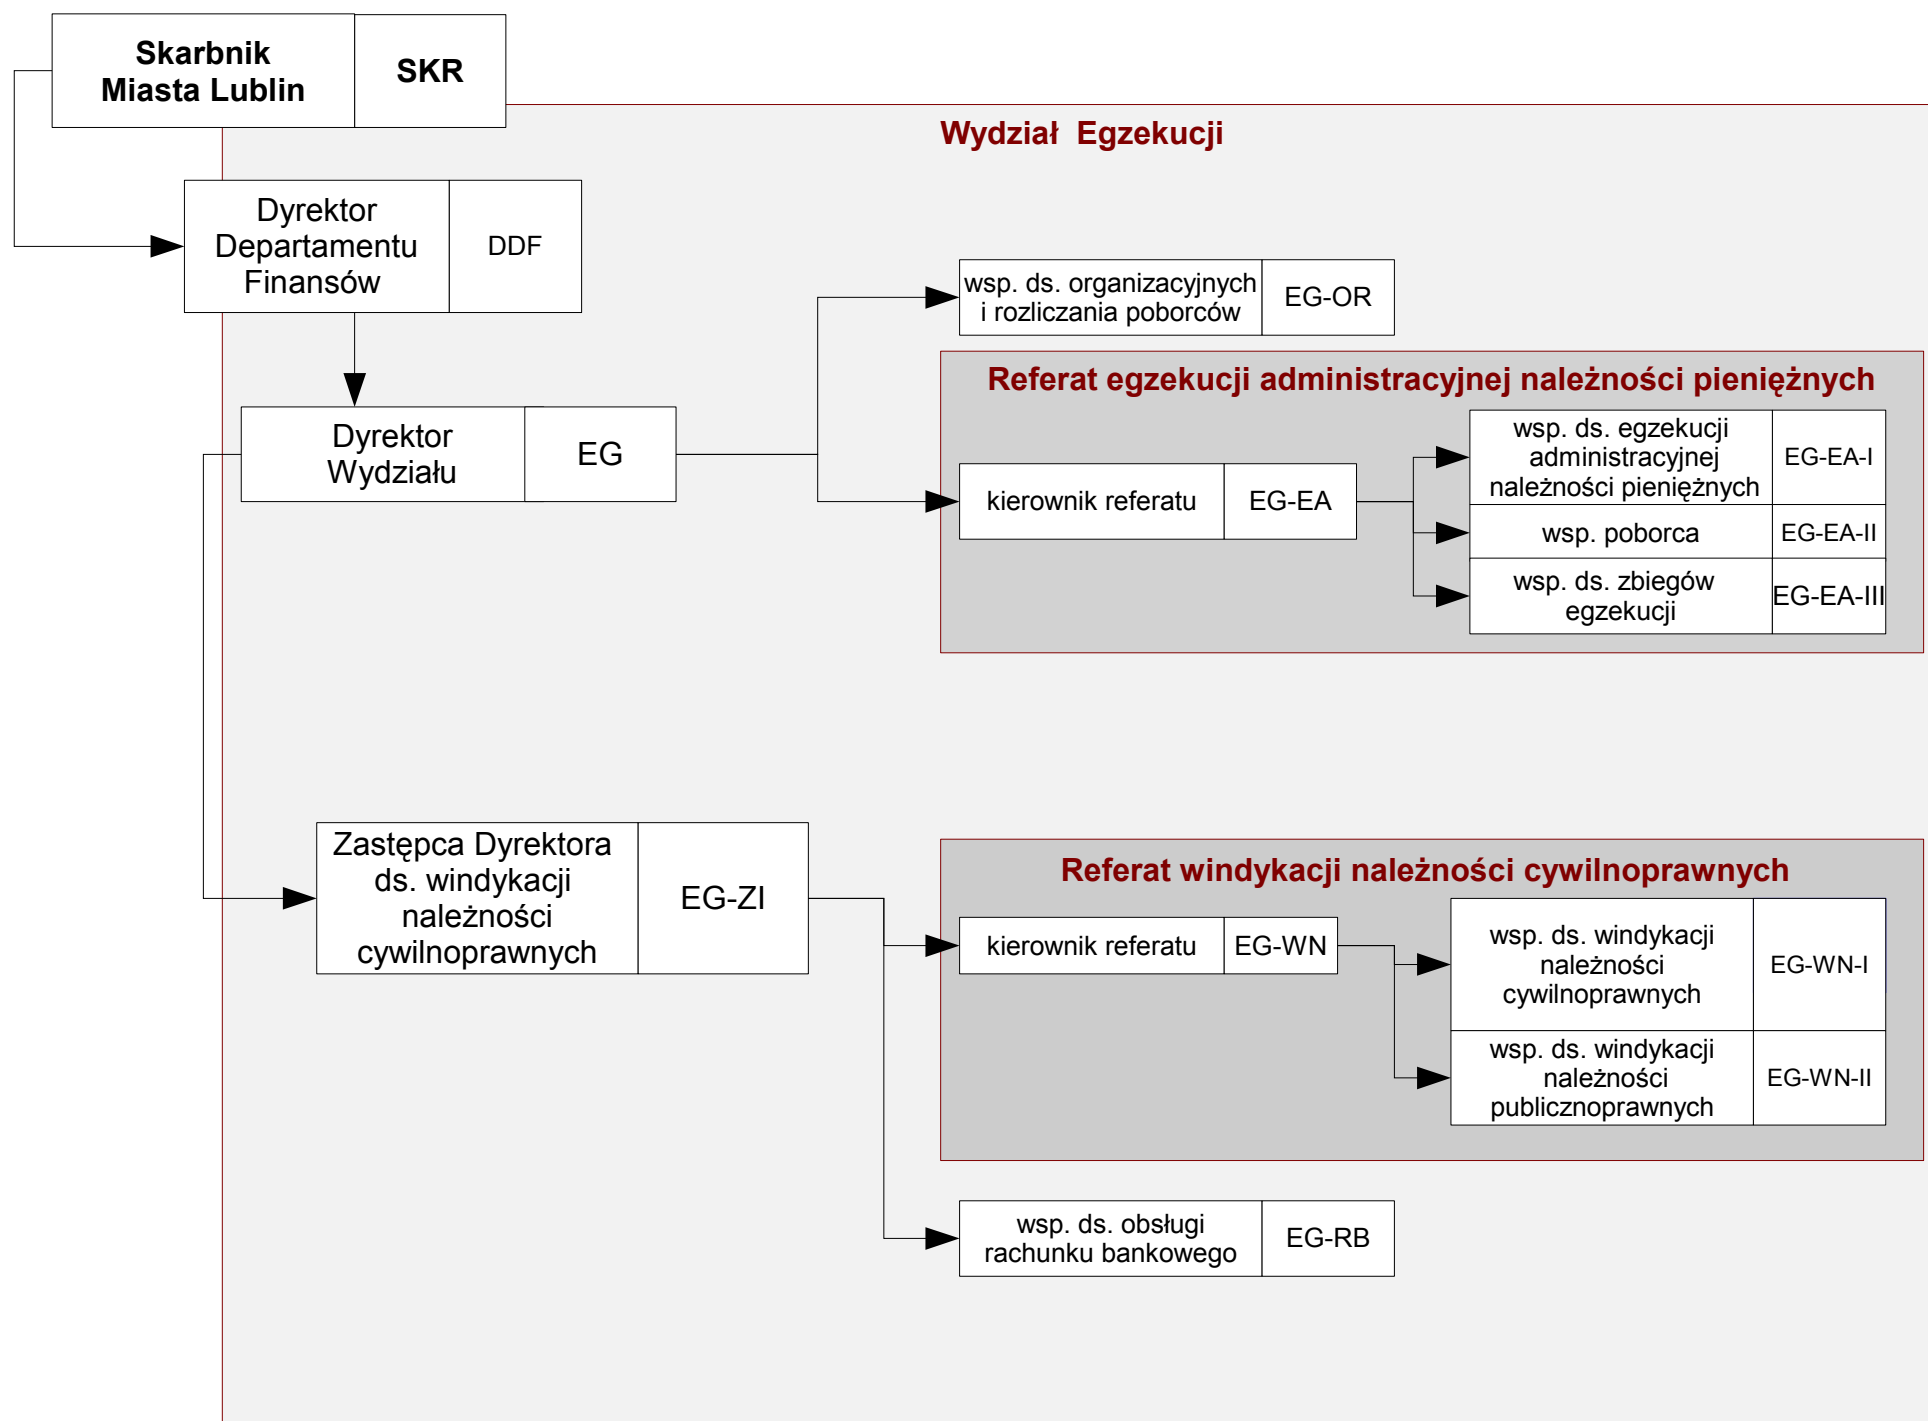 Skarbnik
Miasta Lublin
SKR
Wydział Egzekucji
Dyrektor
Departamentu
Finansów
DDF
wsp. ds. organizacyjnych
i rozliczania poborców
EG-OR
Referat egzekucji administracyjnej należności pieniężnych
Dyrektor
Wydziału
EG
kierownik referatu
EG-EA
wsp. ds. egzekucji
administracyjnej
należności pieniężnych
EG-EA-I
wsp. poborca
EG-EA-II
wsp. ds. zbiegów
egzekucji
EG-EA-III
Zastępca Dyrektora
ds. windykacji
należności
cywilnoprawnych
EG-ZI
Referat windykacji należności cywilnoprawnych
kierownik referatu
EG-WN
wsp. ds. windykacji
należności
cywilnoprawnych
EG-WN-I
wsp. ds. windykacji
należności
publicznoprawnych
EG-WN-II
wsp. ds. obsługi
rachunku bankowego
EG-RB